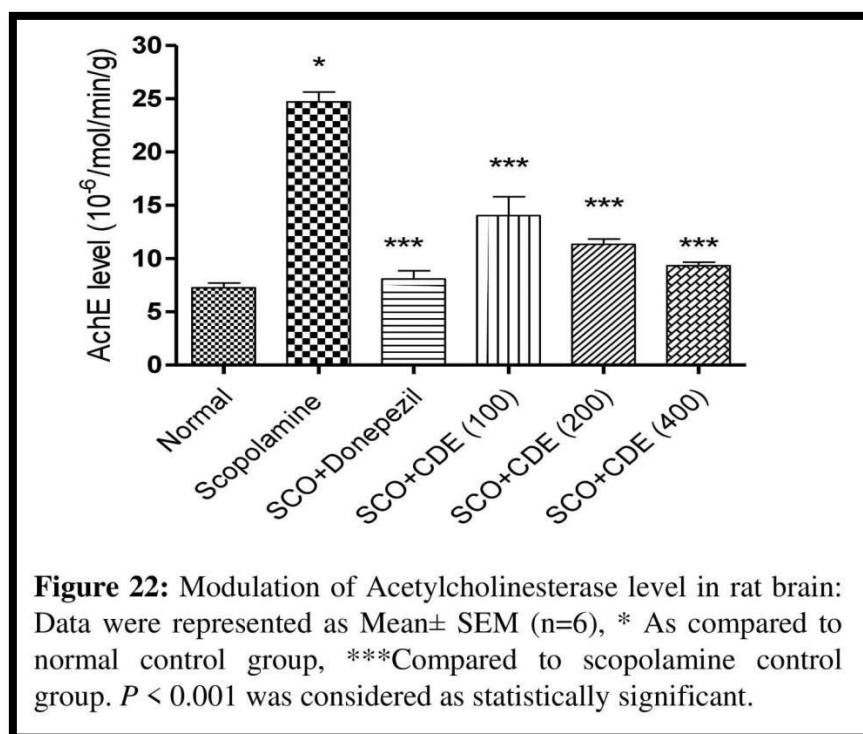 30
25
20
15
10
5
0
AchE level (10⁻⁶/mol/min/g)
*
***
***
***
***
Normal
Scopolamine
SCO+Donepezil
SCO+CDE (100)
SCO+CDE (200)
SCO+CDE (400)
Figure 22: Modulation of Acetylcholinesterase level in rat brain:
Data were represented as Mean± SEM (n=6), * As compared to
normal control group, ***Compared to scopolamine control
group. P < 0.001 was considered as statistically significant.